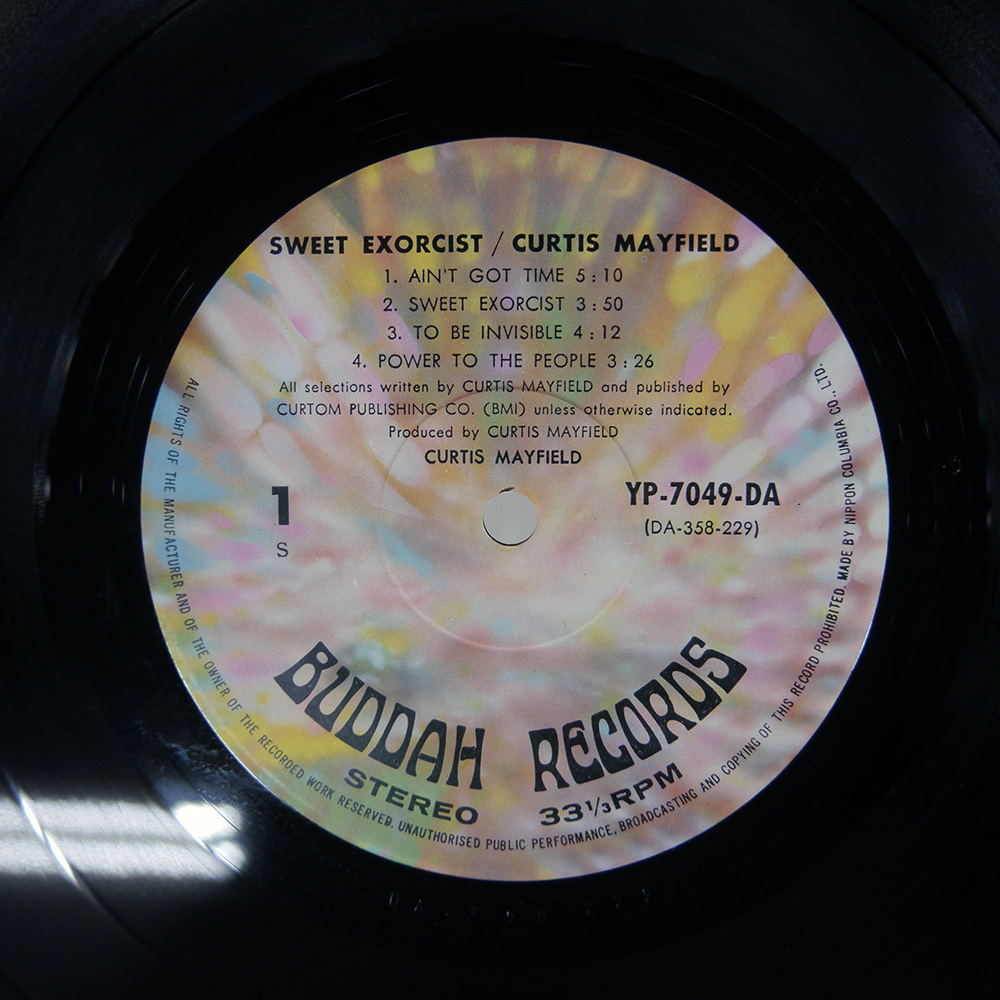 SWEET EXORCIST / CURTIS MAYFIELD
1. AIN'T GOT TIME 5:10
2. SWEET EXORCIST 3:50
3. TO BE INVISIBLE 4:12
4. POWER TO THE PEOPLE 3:26
All selections written by CURTIS MAYFIELD and published by
CURTOM PUBLISHING CO. (BMI) unless otherwise indicated.
Produced by CURTIS MAYFIELD
CURTIS MAYFIELD
1
S
YP-7049-DA
(DA-358-229)
BUDDAH RECORDS
STEREO 33 1/3 RPM
ALL RIGHTS OF THE MANUFACTURER AND OF THE OWNER OF THE RECORDED WORK RESERVED. UNAUTHORISED PUBLIC PERFORMANCE, BROADCASTING AND COPYING OF THIS RECORD PROHIBITED. MADE BY NIPPON COLUMBIA CO., LTD.